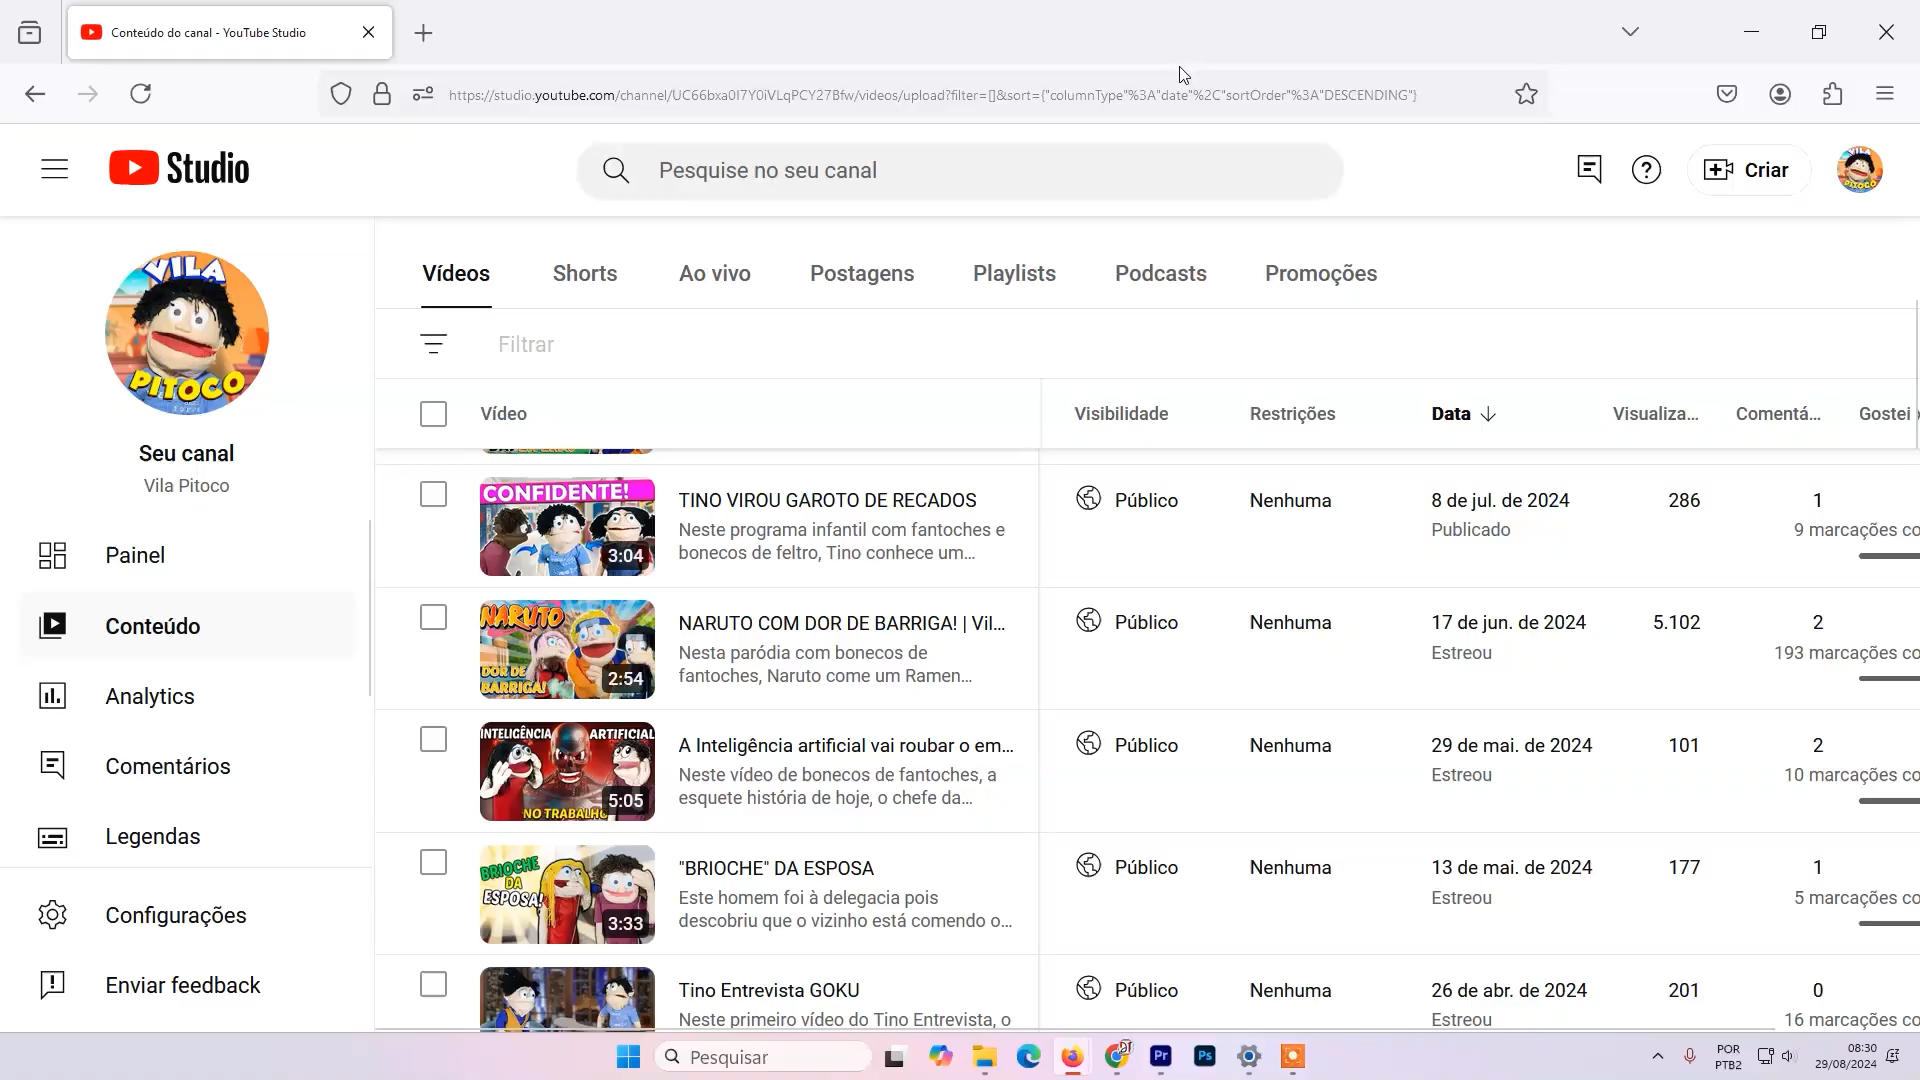 Conteúdo do canal - YouTube Studio
https://studio.youtube.com/channel/UC66bxa0I7Y0iVLqPCY27Bfw/videos/upload?filter=[]&sort={"columnType"%3A"date"%2C"sortOrder"%3A"DESCENDING"}
Studio
Pesquise no seu canal
Criar
VILA
PITOCO
VILA
PITOCO
Seu canal
Vila Pitoco
Painel
Conteúdo
Analytics
Comentários
Legendas
Configurações
Enviar feedback
Vídeos Shorts Ao vivo Postagens Playlists Podcasts Promoções
Filtrar
Vídeo Visibilidade Restrições Data Visualiza... Comentá... Gostei
CONFIDENTE!
3:04
TINO VIROU GAROTO DE RECADOS
Neste programa infantil com fantoches e
bonecos de feltro, Tino conhece um...
Público Nenhuma 8 de jul. de 2024 286 1
Publicado 9 marcações co
NARUTO
DOR DE
BARRIGA!
2:54
NARUTO COM DOR DE BARRIGA! | Vil...
Nesta paródia com bonecos de
fantoches, Naruto come um Ramen...
Público Nenhuma 17 de jun. de 2024 5.102 2
Estreou 193 marcações co
INTELIGÊNCIA ARTIFICIAL
NO TRABALHO
5:05
A Inteligência artificial vai roubar o em...
Neste vídeo de bonecos de fantoches, a
esquete história de hoje, o chefe da...
Público Nenhuma 29 de mai. de 2024 101 2
Estreou 10 marcações co
BRIOCHE
DA
ESPOSA!
3:33
"BRIOCHE" DA ESPOSA
Este homem foi à delegacia pois
descobriu que o vizinho está comendo o...
Público Nenhuma 13 de mai. de 2024 177 1
Estreou 5 marcações co
Tino Entrevista GOKU
Neste primeiro vídeo do Tino Entrevista, o
Público Nenhuma 26 de abr. de 2024 201 0
Estreou 16 marcações co
Pesquisar
Pr
Ps
POR
PTB2
08:30
29/08/2024